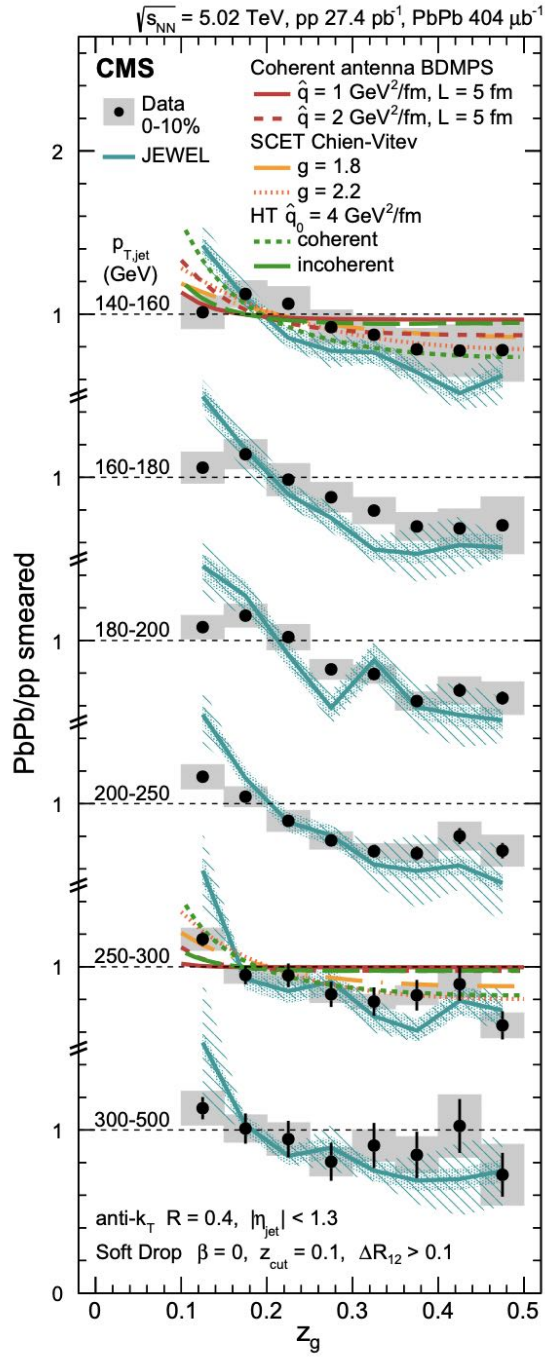 √s_NN = 5.02 TeV, pp 27.4 pb⁻¹, PbPb 404 μb⁻¹
CMS
Data
0-10%
JEWEL
Coherent antenna BDMPS
q̂ = 1 GeV²/fm, L = 5 fm
q̂ = 2 GeV²/fm, L = 5 fm
SCET Chien-Vitev
g = 1.8
g = 2.2
HT q̂₀ = 4 GeV²/fm
coherent
incoherent
p_T,jet
(GeV)
140-160
160-180
180-200
200-250
250-300
300-500
2
1
1
1
1
1
1
0
PbPb/pp smeared
anti-k_T R = 0.4, |η_jet| < 1.3
Soft Drop β = 0, z_cut = 0.1, ΔR₁₂ > 0.1
0 0.1 0.2 0.3 0.4 0.5
z_g